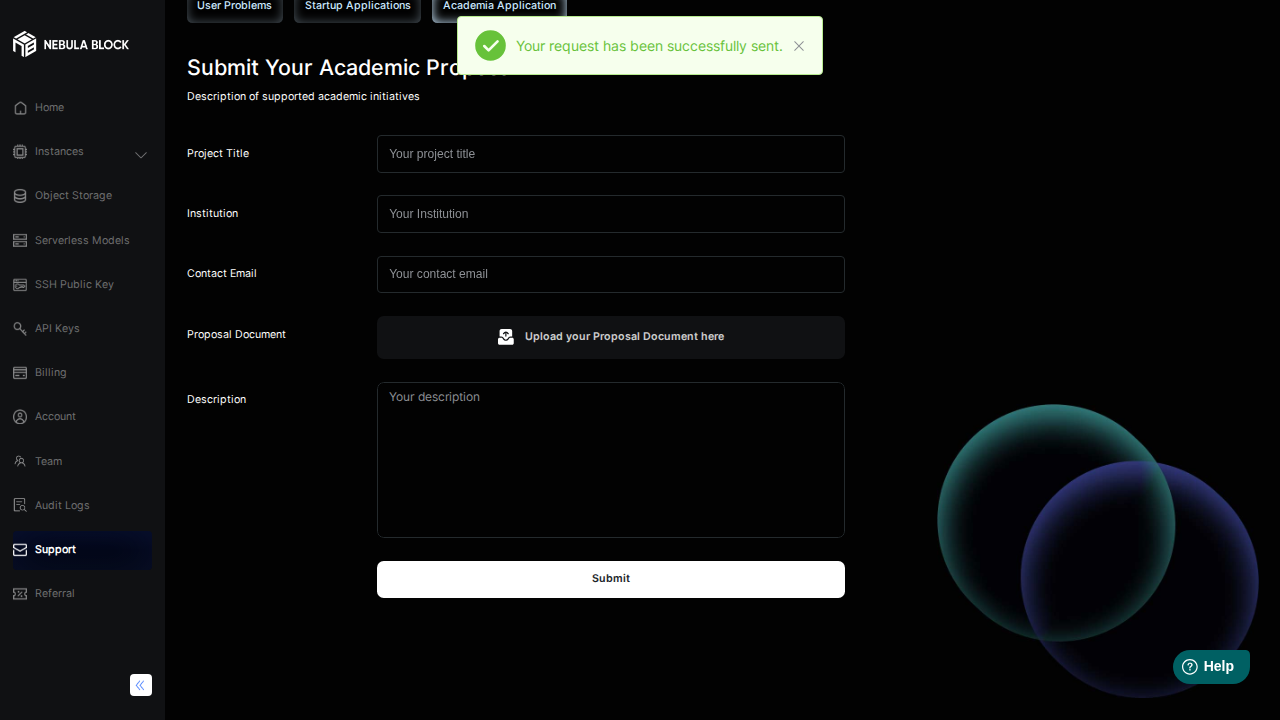 User Problems
Startup Applications
Academia Application
Your request has been successfully sent.
NEBULA BLOCK
Home
Instances
Object Storage
Serverless Models
SSH Public Key
API Keys
Billing
Account
Team
Audit Logs
Support
Referral
Submit Your Academic
Description of supported academic initiatives
Project Title
Your project title
Institution
Your Institution
Contact Email
Your contact email
Proposal Document
Upload your Proposal Document here
Description
Your description
Submit
Help